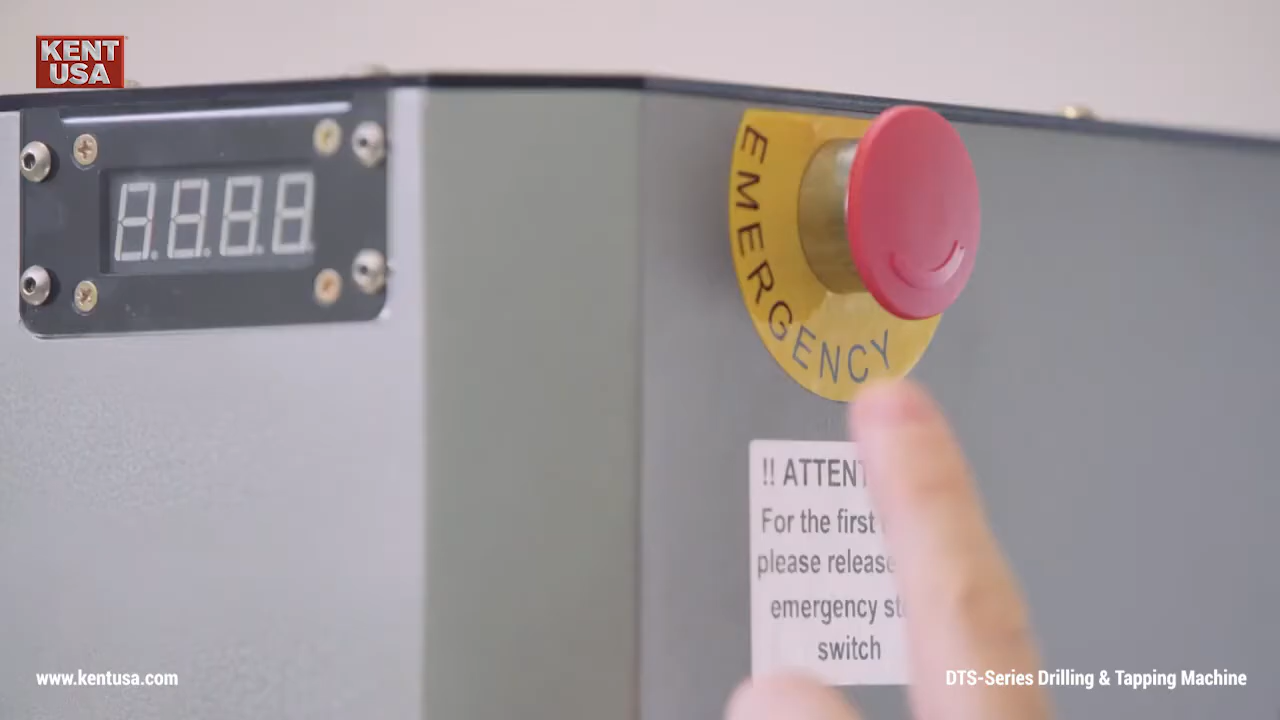 KENT
USA
EMERGENCY
!! ATTENT
For the first
please release
emergency st
switch
www.kentusa.com
DTS-Series Drilling & Tapping Machine